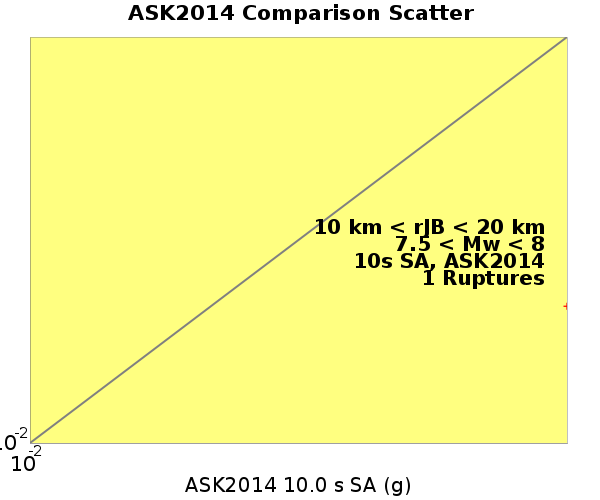 ASK2014 Comparison Scatter
10 km < rJB < 20 km
7.5 < Mw < 8
10s SA, ASK2014
1 Ruptures
10-2
10-2
ASK2014 10.0 s SA (g)